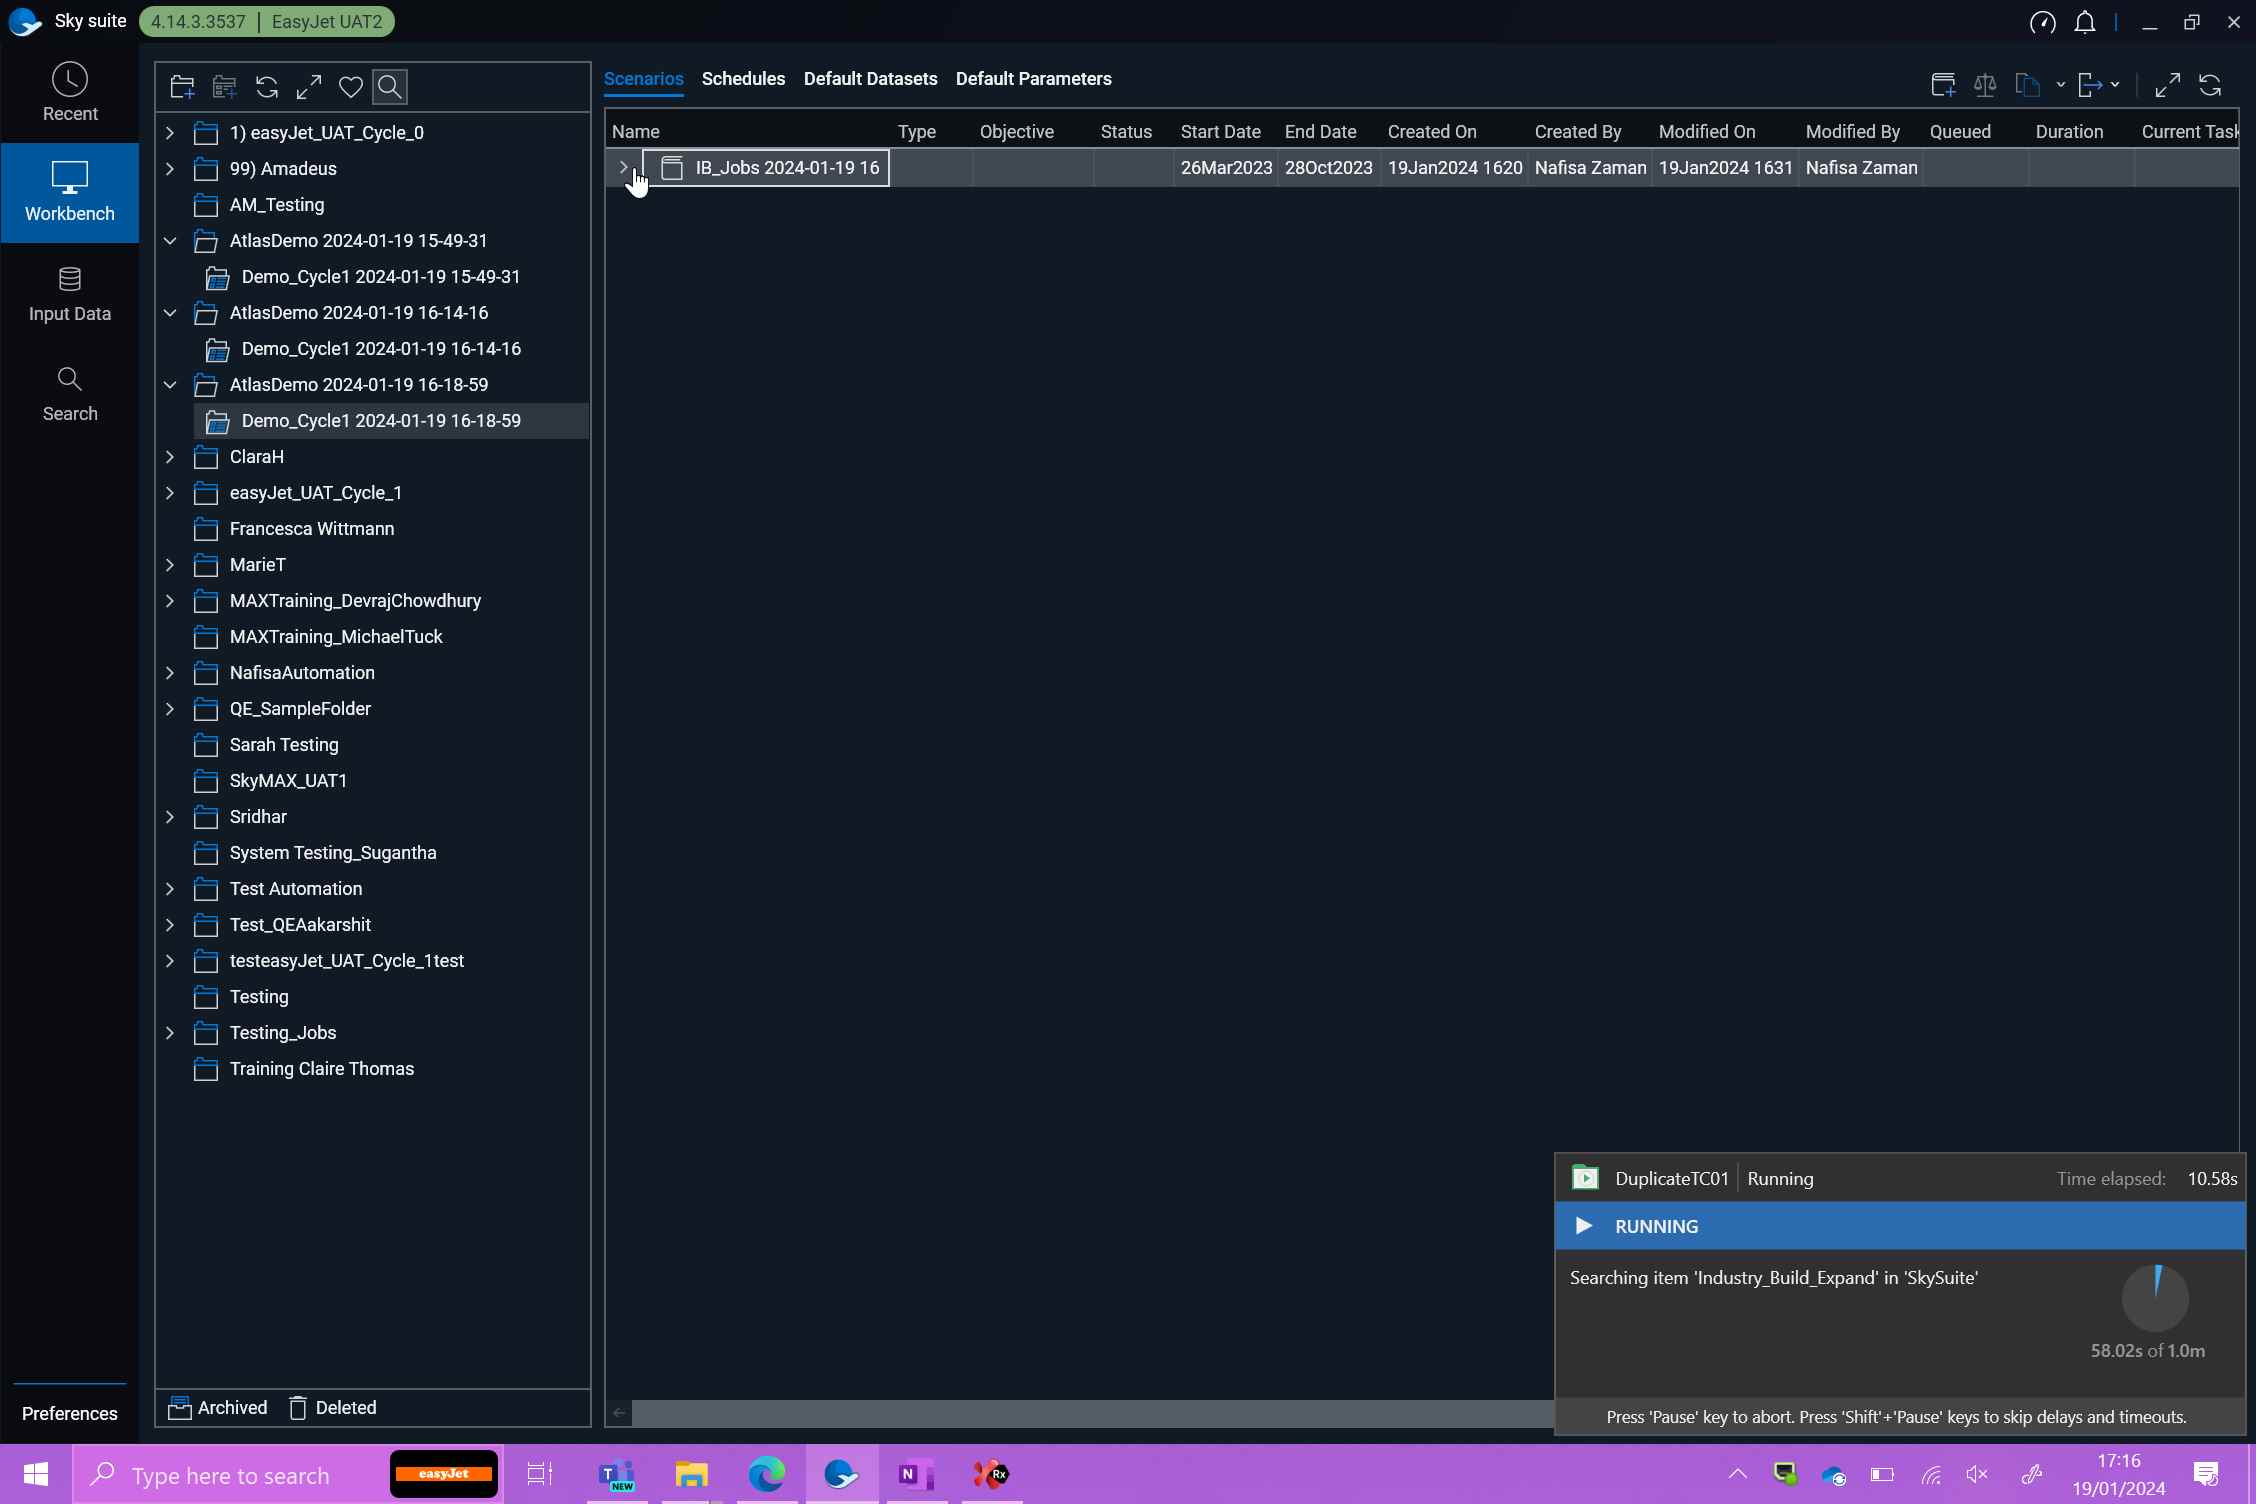 Sky suite 4.14.3.3537 | EasyJet UAT2
Recent
Workbench
Input Data
Search
Preferences
1) easyJet_UAT_Cycle_0
99) Amadeus
AM_Testing
AtlasDemo 2024-01-19 15-49-31
Demo_Cycle1 2024-01-19 15-49-31
AtlasDemo 2024-01-19 16-14-16
Demo_Cycle1 2024-01-19 16-14-16
AtlasDemo 2024-01-19 16-18-59
Demo_Cycle1 2024-01-19 16-18-59
ClaraH
easyJet_UAT_Cycle_1
Francesca Wittmann
MarieT
MAXTraining_DevrajChowdhury
MAXTraining_MichaelTuck
NafisaAutomation
QE_SampleFolder
Sarah Testing
SkyMAX_UAT1
Sridhar
System Testing_Sugantha
Test Automation
Test_QEAakarshit
testeasyJet_UAT_Cycle_1test
Testing
Testing_Jobs
Training Claire Thomas
Archived Deleted
Scenarios Schedules Default Datasets Default Parameters
Name Type Objective Status Start Date End Date Created On Created By Modified On Modified By Queued Duration Current Task
IB_Jobs 2024-01-19 16 26Mar2023 28Oct2023 19Jan2024 1620 Nafisa Zaman 19Jan2024 1631 Nafisa Zaman
DuplicateTC01 | Running Time elapsed: 10.58s
RUNNING
Searching item 'Industry_Build_Expand' in 'SkySuite'
58.02s of 1.0m
Press 'Pause' key to abort. Press 'Shift'+'Pause' keys to skip delays and timeouts.
Type here to search easyJet
T NEW N Rx
17:16
19/01/2024